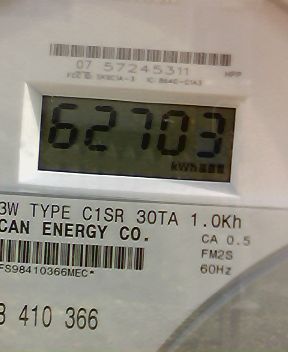 07 57245311 HPP
62703
kWh
3W TYPE C1SR 30TA 1.0Kh
CAN ENERGY CO.
CA 0.5
FM2S
60Hz
FS98410366MEC*
410 366